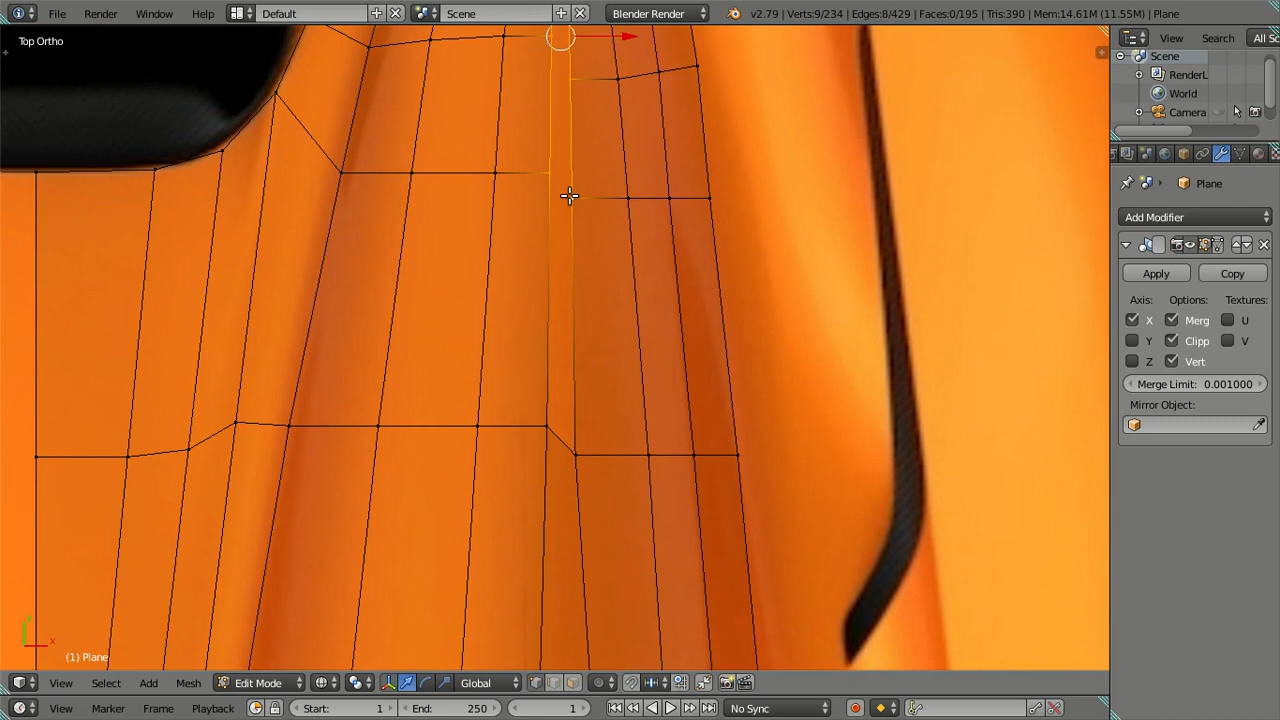 File Render Window Help Default Scene Blender Render v2.79 | Verts:9/234 | Edges:8/429 | Faces:0/195 | Tris:390 | Mem:14.61M (11.55M) | Plane
Top Ortho
View Search All Sc
Scene
RenderL
World
Camera
Plane
Add Modifier
Apply Copy
Axis: Options: Textures:
X Merg U
Y Clipp V
Z Vert
Merge Limit: 0.001000
Mirror Object:
y
x
(1) Plane
View Select Add Mesh Edit Mode Global
View Marker Frame Playback Start: 1 End: 250 1 No Sync